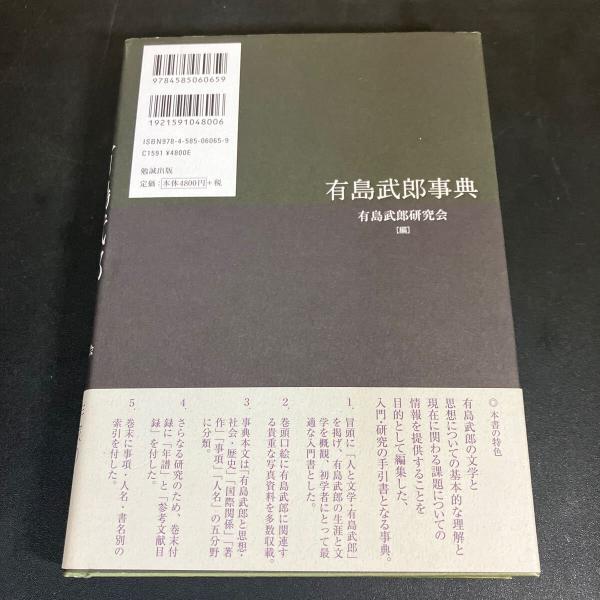 9784585060659
1921591048006
ISBN978-4-585-06065-9
C1591 ¥4800E
勉誠出版
定価：本体4800円＋税
有島武郎事典
有島武郎研究会
[編]
◎本書の特色
有島武郎の文学と
思想についての基本的な理解と
現在に関わる課題についての
情報を提供することを
目的として編集した、
入門・研究の手引書となる事典。
1. 冒頭に「人と文学・有島武郎」
を掲げ、有島武郎の生涯と文
学を概観。初学者にとって最
適な入門書とした。
2. 巻頭口絵に有島武郎に関連す
る貴重な写真資料を多数収載。
3 事典本文は「有島武郎と思想・
社会・歴史」「国際関係」「著
作」「事項」「人名」の五分野
に分類。
4. さらなる研究のため、巻末付
録に「年譜」と「参考文献目
録」を付した。
5. 巻末に事項・人名・書名別の
索引を付した。